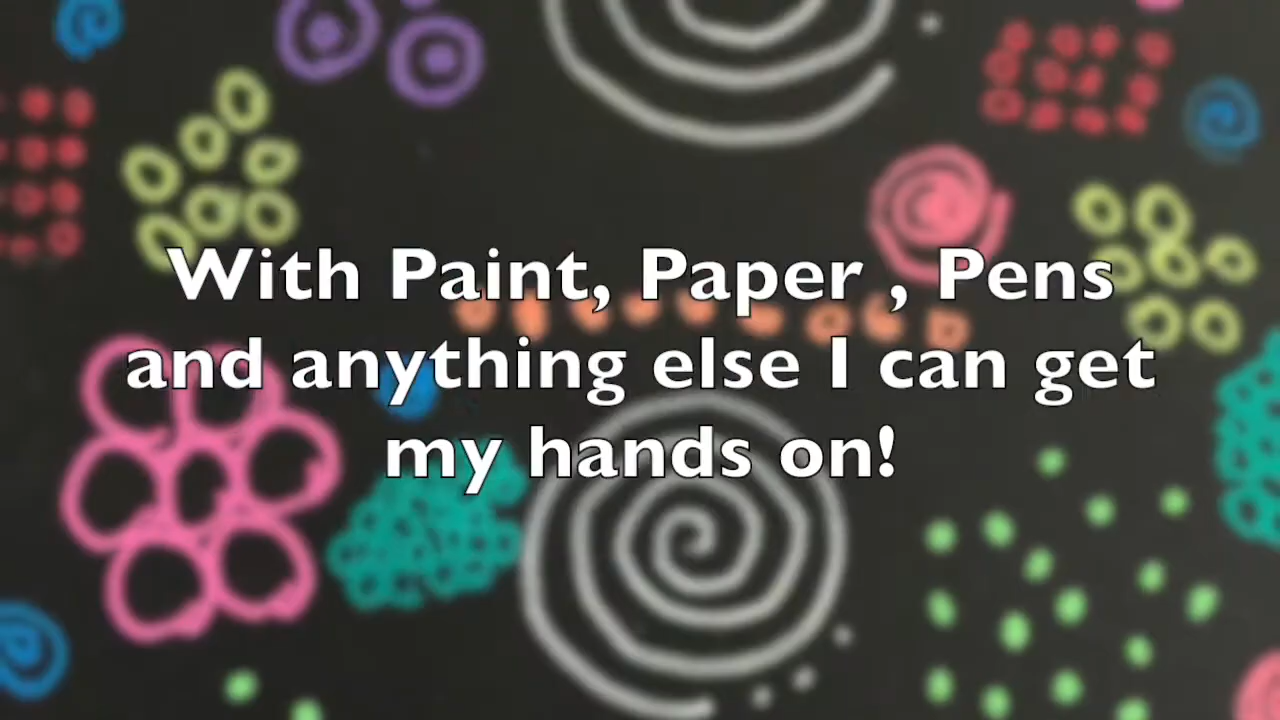 With Paint, Paper , Pens
and anything else I can get
my hands on!